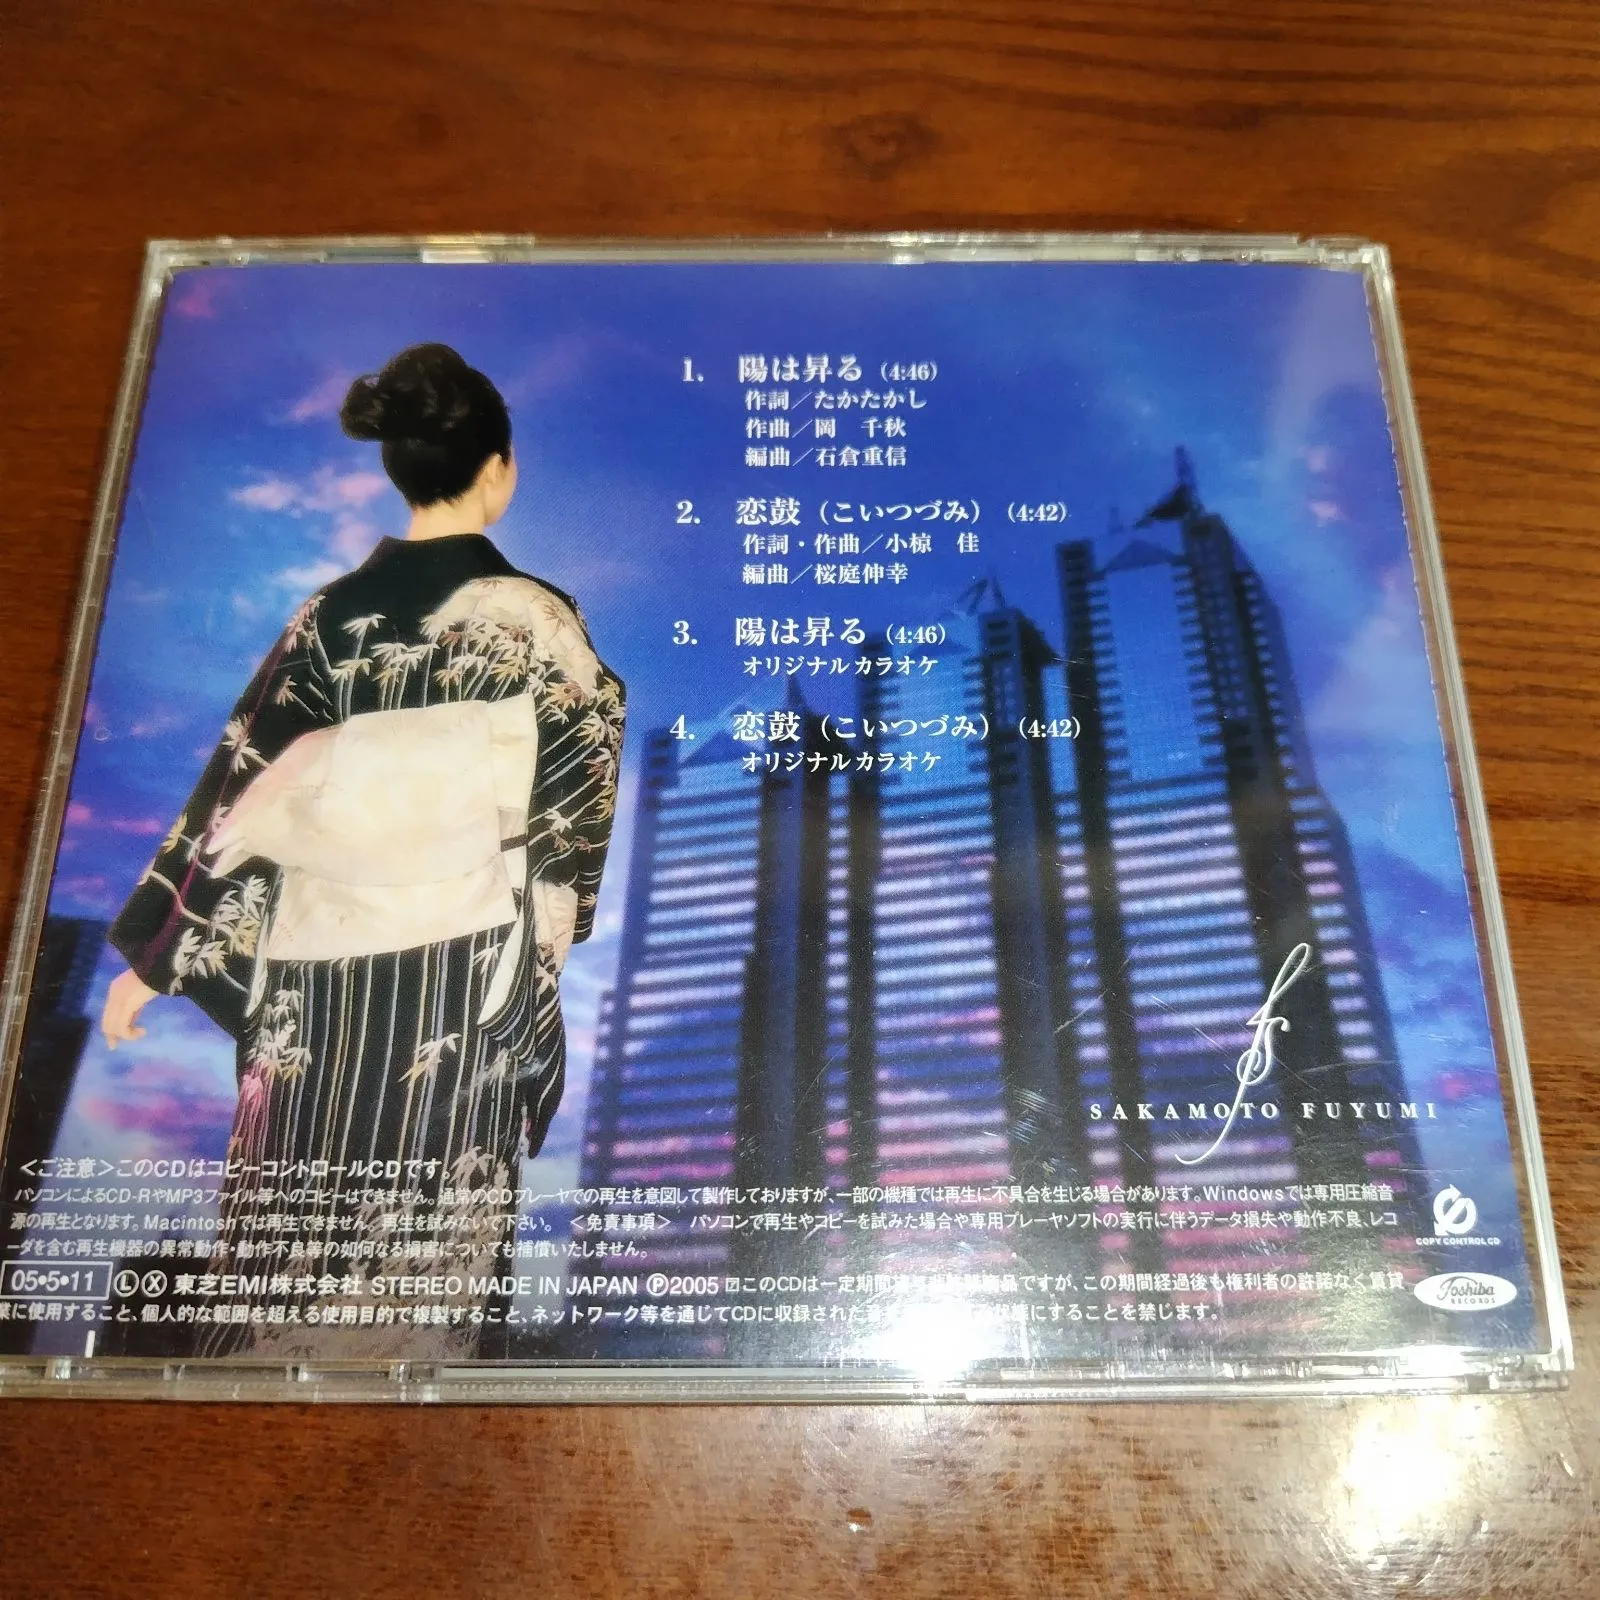 1. 陽は昇る (4:46)
作詞／たかたかし
作曲／岡 千秋
編曲／石倉重信
2. 恋鼓（こいつづみ） (4:42)
作詞・作曲／小椋 佳
編曲／桜庭伸幸
3. 陽は昇る (4:46)
オリジナルカラオケ
4. 恋鼓（こいつづみ） (4:42)
オリジナルカラオケ
fs
SAKAMOTO FUYUMI
＜ご注意＞このCDはコピーコントロールCDです。
パソコンによるCD-RやMP3ファイル等へのコピーはできません。通常のCDプレーヤでの再生を意図して製作しておりますが、一部の機種では再生に不具合を生じる場合があります。Windowsでは専用圧縮音
源の再生となります。Macintoshでは再生できません。再生を試みないで下さい。 ＜免責事項＞ パソコンで再生やコピーを試みた場合や専用プレーヤソフトの実行に伴うデータ損失や動作不良、レコ
ーダを含む再生機器の異常動作・動作不良等の如何なる損害についても補償いたしません。
COPY CONTROL CD
05•5•11 Ⓛ Ⓧ 東芝EMI株式会社 STEREO MADE IN JAPAN Ⓟ2005 このCDは一定期間 商品ですが、この期間経過後も権利者の許諾なく賃貸
業に使用すること、個人的な範囲を超える使用目的で複製すること、ネットワーク等を通じてCDに収録された音 状態にすることを禁じます。
Toshiba
RECORDS